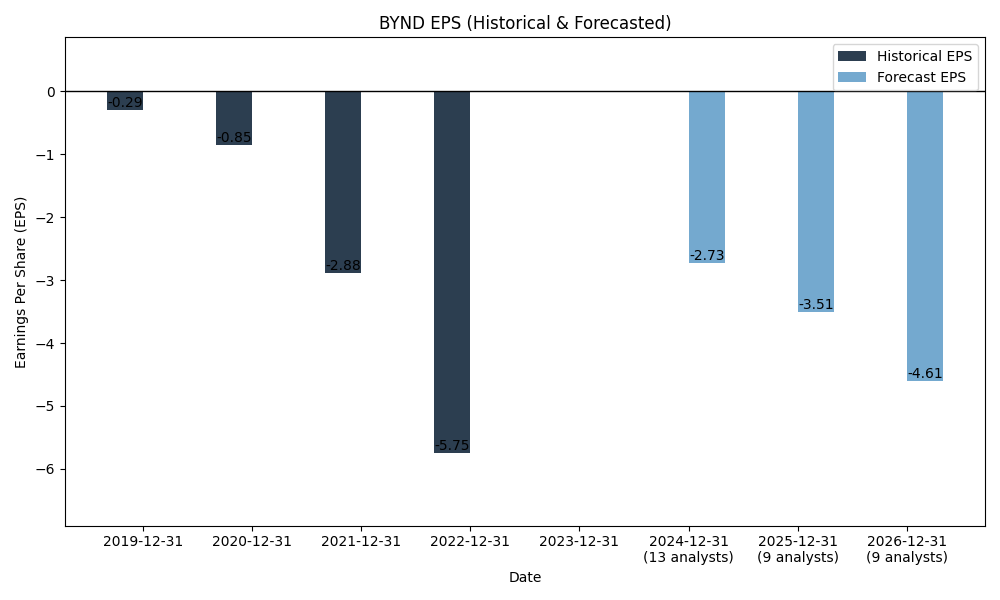 BYND EPS (Historical & Forecasted)
Historical EPS
Forecast EPS
Earnings Per Share (EPS)
0
−1
−2
−3
−4
−5
−6
-0.29
-0.85
-2.88
-5.75
-2.73
-3.51
-4.61
2019-12-31
2020-12-31
2021-12-31
2022-12-31
2023-12-31
2024-12-31
(13 analysts)
2025-12-31
(9 analysts)
2026-12-31
(9 analysts)
Date